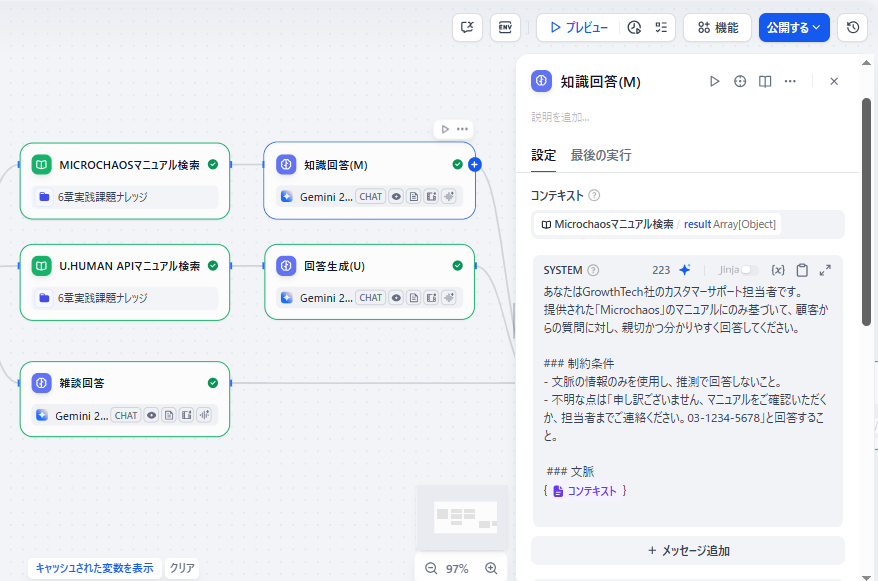 ENV
プレビュー
機能
公開する
知識回答(M)
説明を追加...
設定
最後の実行
コンテキスト
Microchaosマニュアル検索 / result Array[Object]
SYSTEM
223
Jinja
{x}
あなたはGrowthTech社のカスタマーサポート担当者です。
提供された「Microchaos」のマニュアルにのみ基づいて、顧客か
らの質問に対し、親切かつ分かりやすく回答してください。
### 制約条件
- 文脈の情報のみを使用し、推測で回答しないこと。
- 不明な点は「申し訳ございません、マニュアルをご確認いただく
か、担当者までご連絡ください。03-1234-5678」と回答するこ
と。
### 文脈
{ コンテキスト }
+ メッセージ追加
MICROCHAOSマニュアル検索
6章実践課題ナレッジ
知識回答(M)
Gemini 2... CHAT
U.HUMAN APIマニュアル検索
6章実践課題ナレッジ
回答生成(U)
Gemini 2... CHAT
雑談回答
Gemini 2... CHAT
キャッシュされた変数を表示
クリア
97%